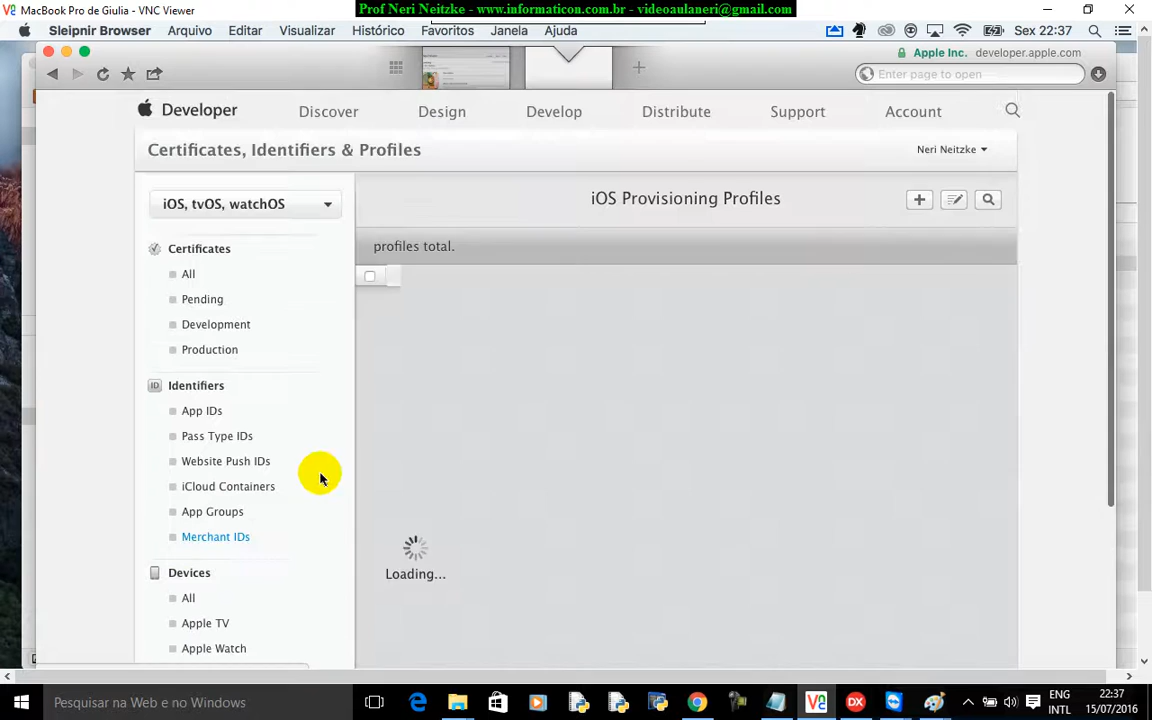 MacBook Pro de Giulia - VNC Viewer
Prof Neri Neitzke - www.informaticon.com.br - videoaulaneri@gmail.com
Sleipnir Browser Arquivo Editar Visualizar Histórico Favoritos Janela Ajuda Sex 22:37
Apple Inc. developer.apple.com
Enter page to open
Developer Discover Design Develop Distribute Support Account
Certificates, Identifiers & Profiles
Neri Neitzke
iOS, tvOS, watchOS
iOS Provisioning Profiles
profiles total.
Certificates
All
Pending
Development
Production
ID Identifiers
App IDs
Pass Type IDs
Website Push IDs
iCloud Containers
App Groups
Merchant IDs
Loading...
Devices
All
Apple TV
Apple Watch
Pesquisar na Web e no Windows
ENG
INTL
22:37
15/07/2016